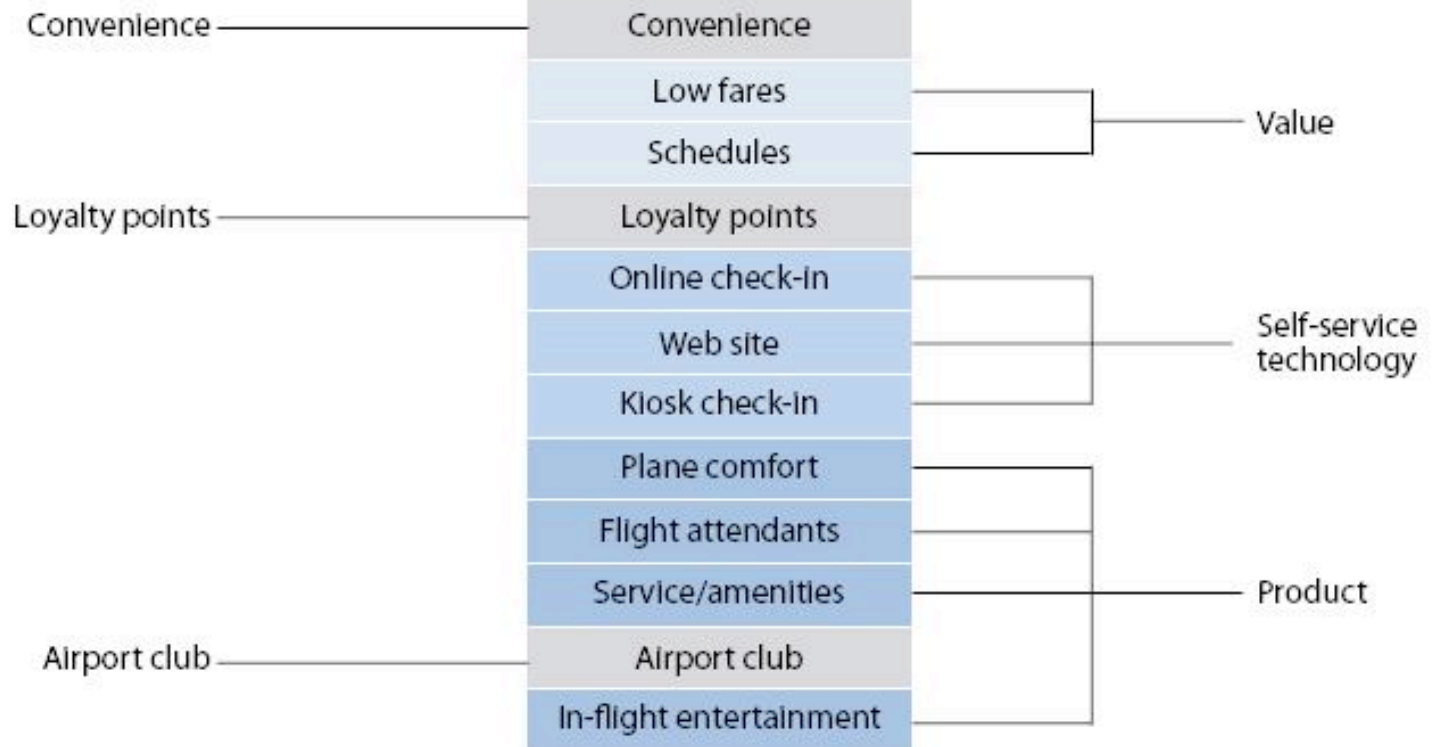 Convenience
Convenience
Low fares
Value
Schedules
Loyalty points
Loyalty points
Online check-in
Web site
Self-service
technology
Kiosk check-in
Plane comfort
Flight attendants
Service/amenities
Product
Airport club
Airport club
In-flight entertainment